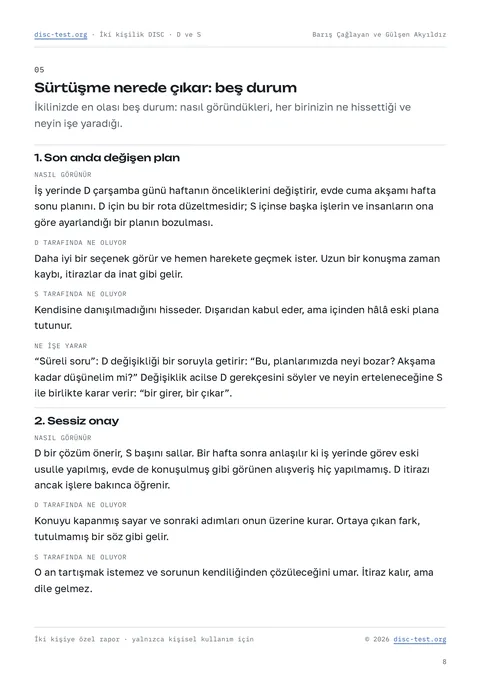 disc-test.org · İki kişilik DISC · D ve S
Barış Çağlayan ve Gülşen Akyıldız
05
Sürtüşme nerede çıkar: beş durum
İkilinizde en olası beş durum: nasıl göründükleri, her birinizin ne hissettiği ve
neyin işe yaradığı.
1. Son anda değişen plan
NASIL GÖRÜNÜR
İş yerinde D çarşamba günü haftanın önceliklerini değiştirir, evde cuma akşamı hafta
sonu planını. D için bu bir rota düzeltmesidir; S içinse başka işlerin ve insanların ona
göre ayarlandığı bir planın bozulması.
D TARAFINDA NE OLUYOR
Daha iyi bir seçenek görür ve hemen harekete geçmek ister. Uzun bir konuşma zaman
kaybı, itirazlar da inat gibi gelir.
S TARAFINDA NE OLUYOR
Kendisine danışılmadığını hisseder. Dışarıdan kabul eder, ama içinden hâlâ eski plana
tutunur.
NE İŞE YARAR
“Süreli soru”: D değişikliği bir soruyla getirir: “Bu, planlarımızda neyi bozar? Akşama
kadar düşünelim mi?” Değişiklik acilse D gerekçesini söyler ve neyin erteleneceğine S
ile birlikte karar verir: “bir girer, bir çıkar”.
2. Sessiz onay
NASIL GÖRÜNÜR
D bir çözüm önerir, S başını sallar. Bir hafta sonra anlaşılır ki iş yerinde görev eski
usulle yapılmış, evde de konuşulmuş gibi görünen alışveriş hiç yapılmamış. D itirazı
ancak işlere bakınca öğrenir.
D TARAFINDA NE OLUYOR
Konuyu kapanmış sayar ve sonraki adımları onun üzerine kurar. Ortaya çıkan fark,
tutulmamış bir söz gibi gelir.
S TARAFINDA NE OLUYOR
O an tartışmak istemez ve sorunun kendiliğinden çözüleceğini umar. İtiraz kalır, ama
dile gelmez.
İki kişiye özel rapor · yalnızca kişisel kullanım için
© 2026 disc-test.org
8